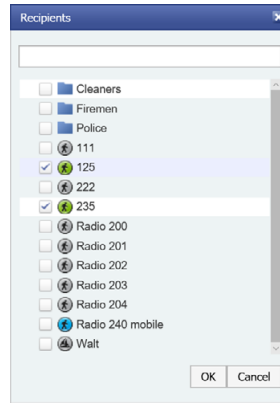 Recipients
Cleaners
Firemen
Police
111
125
222
235
Radio 200
Radio 201
Radio 202
Radio 203
Radio 204
Radio 240 mobile
Walt
OK Cancel